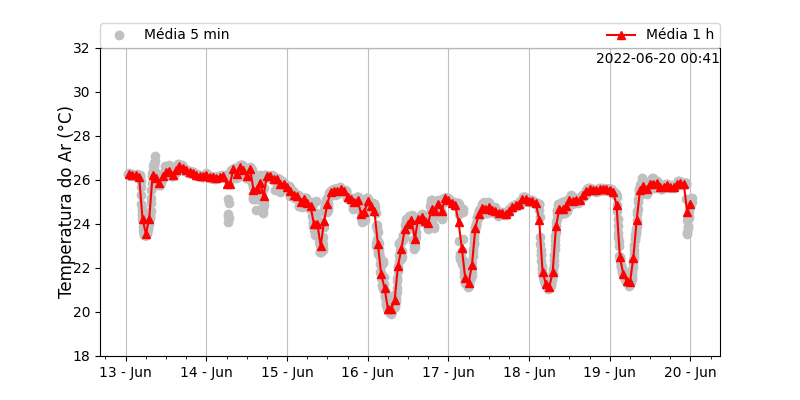 Média 5 min
Média 1 h
2022-06-20 00:41
Temperatura do Ar (°C)
32
30
28
26
24
22
20
18
13 - Jun
14 - Jun
15 - Jun
16 - Jun
17 - Jun
18 - Jun
19 - Jun
20 - Jun